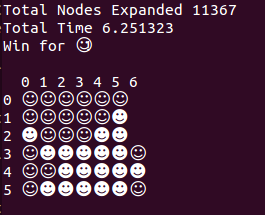 Total Nodes Expanded 11367
Total Time 6.251323
Win for ☺
0 1 2 3 4 5 6
0 ☺☺☺☺☺☺
1 ☺☺☺☺☺☻
2 ☻☺☺☺☻☻
3 ☺☻☻☻☻☻☺
4 ☺☺☻☻☻☻☻
5 ☺☻☻☻☻☻☺